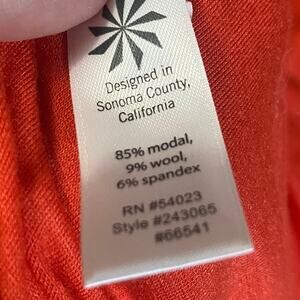 Designed in
Sonoma County,
California
85% modal,
9% wool,
6% spandex
RN #54023
Style #243065
#66541